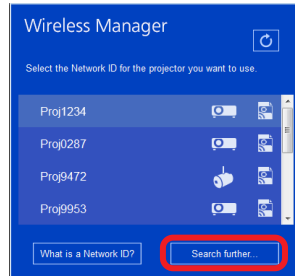 Wireless Manager
Select the Network ID for the projector you want to use.
Proj1234
Proj0287
Proj9472
Proj9953
What is a Network ID?
Search further...